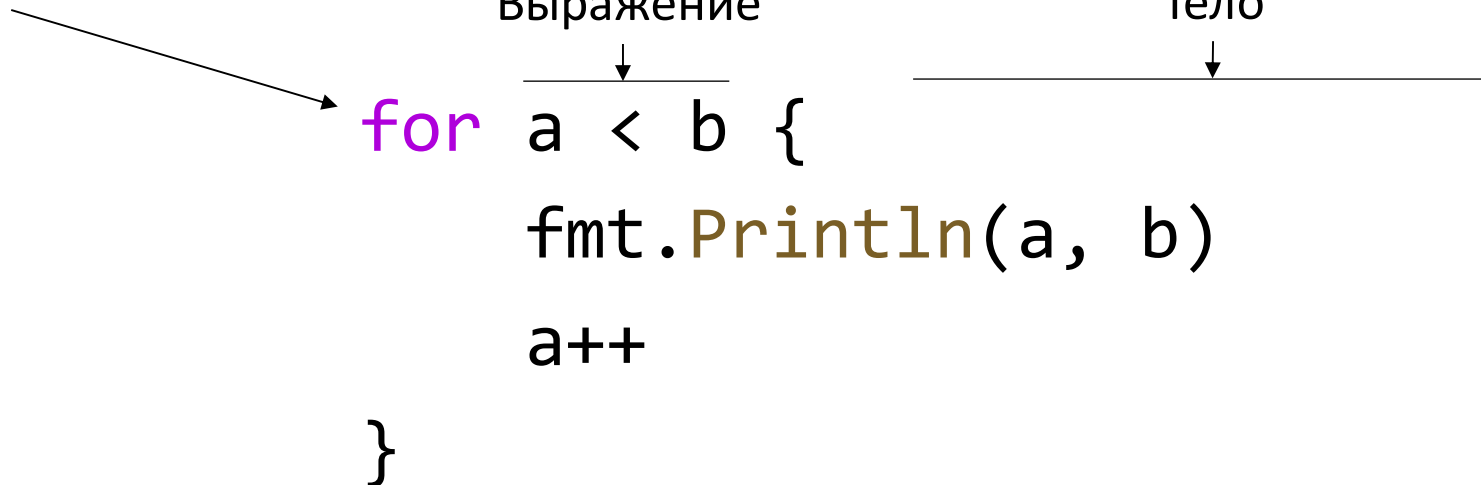 Выражение
Тело
for a < b {
fmt.Println(a, b)
a++
}